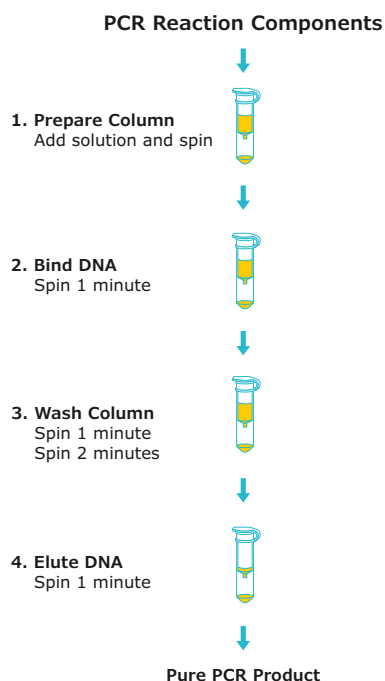 PCR Reaction Components
1. Prepare Column
Add solution and spin
2. Bind DNA
Spin 1 minute
3. Wash Column
Spin 1 minute
Spin 2 minutes
4. Elute DNA
Spin 1 minute
Pure PCR Product